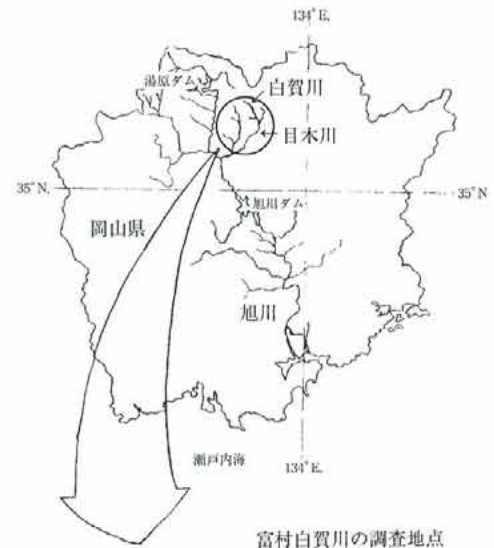 134°E.
湯原ダム
白賀川
目木川
35°N.
35°N
旭川ダム
岡山県
旭川
瀬戸内海
134°E.
富村白賀川の調査地点